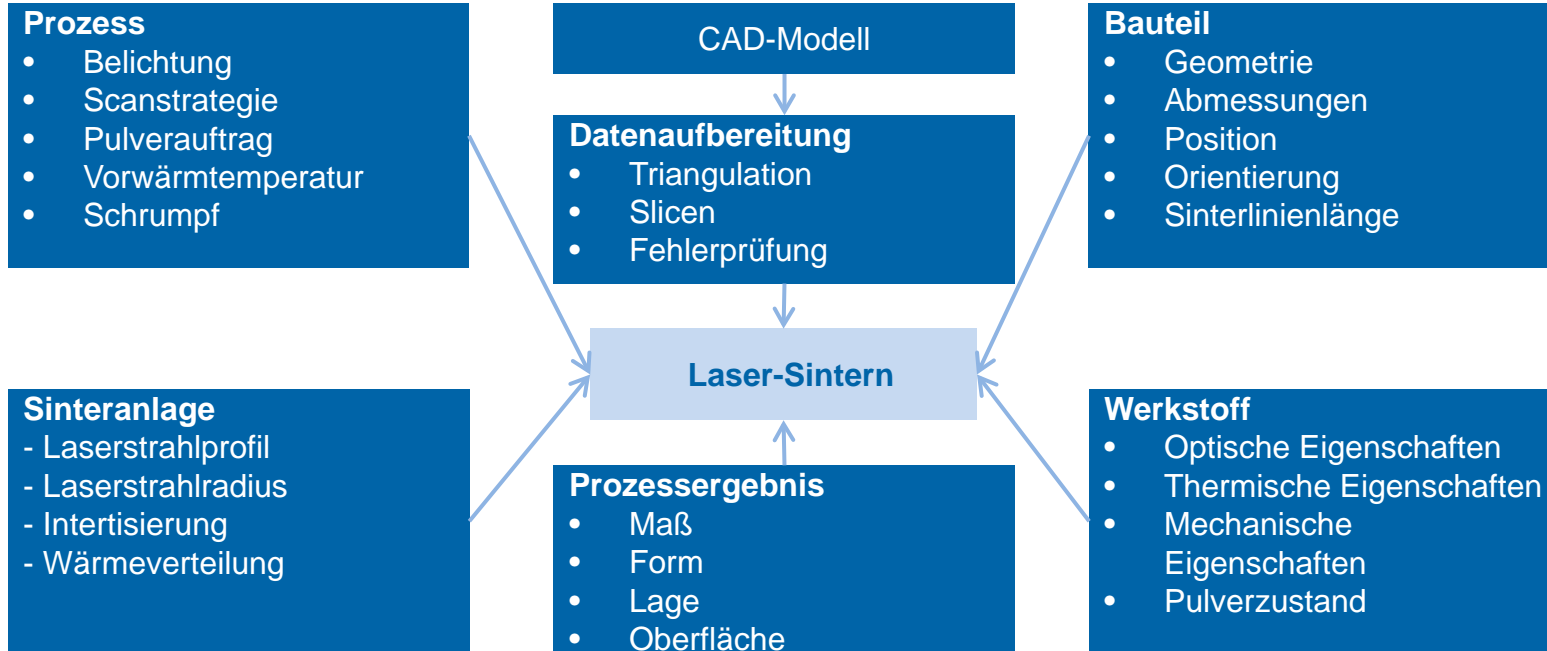 Prozess
• Belichtung
• Scanstrategie
• Pulverauftrag
• Vorwärmtemperatur
• Schrumpf
CAD-Modell
Datenaufbereitung
• Triangulation
• Slicen
• Fehlerprüfung
Bauteil
• Geometrie
• Abmessungen
• Position
• Orientierung
• Sinterlinienlänge
Laser-Sintern
Sinteranlage
- Laserstrahlprofil
- Laserstrahlradius
- Intertisierung
- Wärmeverteilung
Prozessergebnis
• Maß
• Form
• Lage
• Oberfläche
Werkstoff
• Optische Eigenschaften
• Thermische Eigenschaften
• Mechanische
Eigenschaften
• Pulverzustand